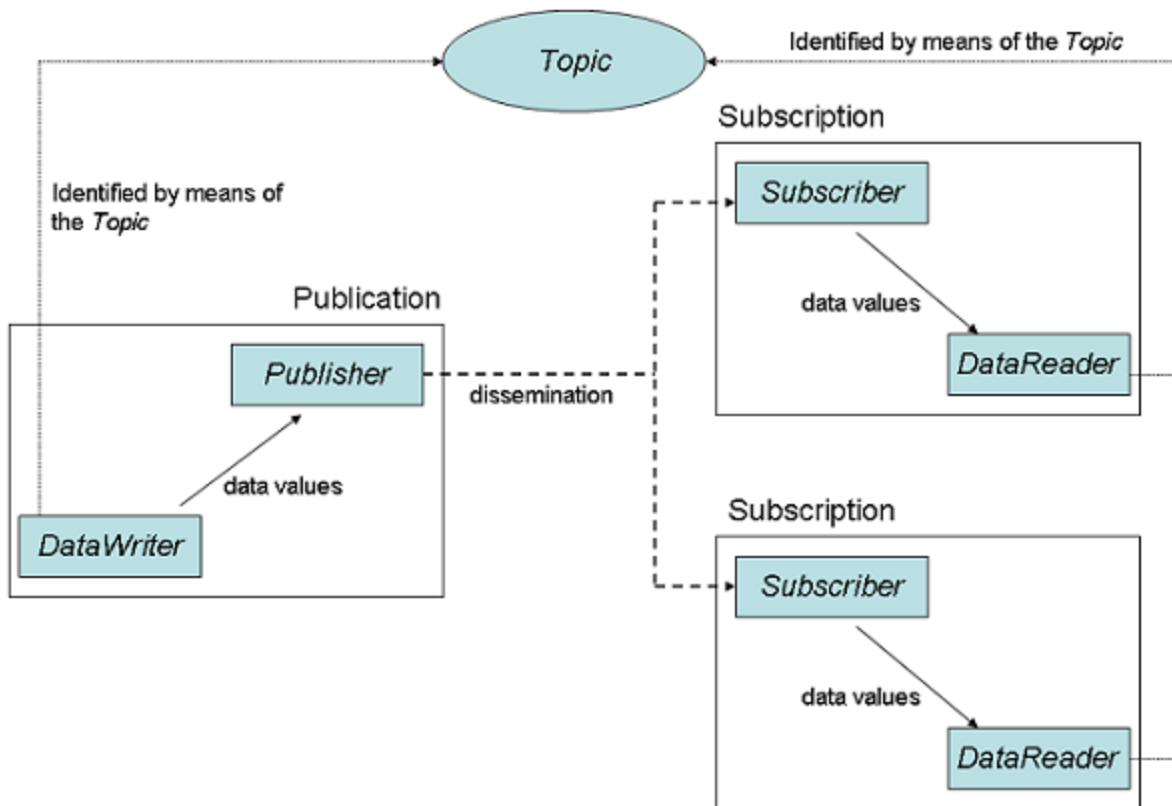 Topic
Identified by means of the Topic
Subscription
Subscriber
Identified by means of
the Topic
data values
Publication
Publisher
DataReader
dissemination
data values
Subscription
DataWriter
Subscriber
data values
DataReader